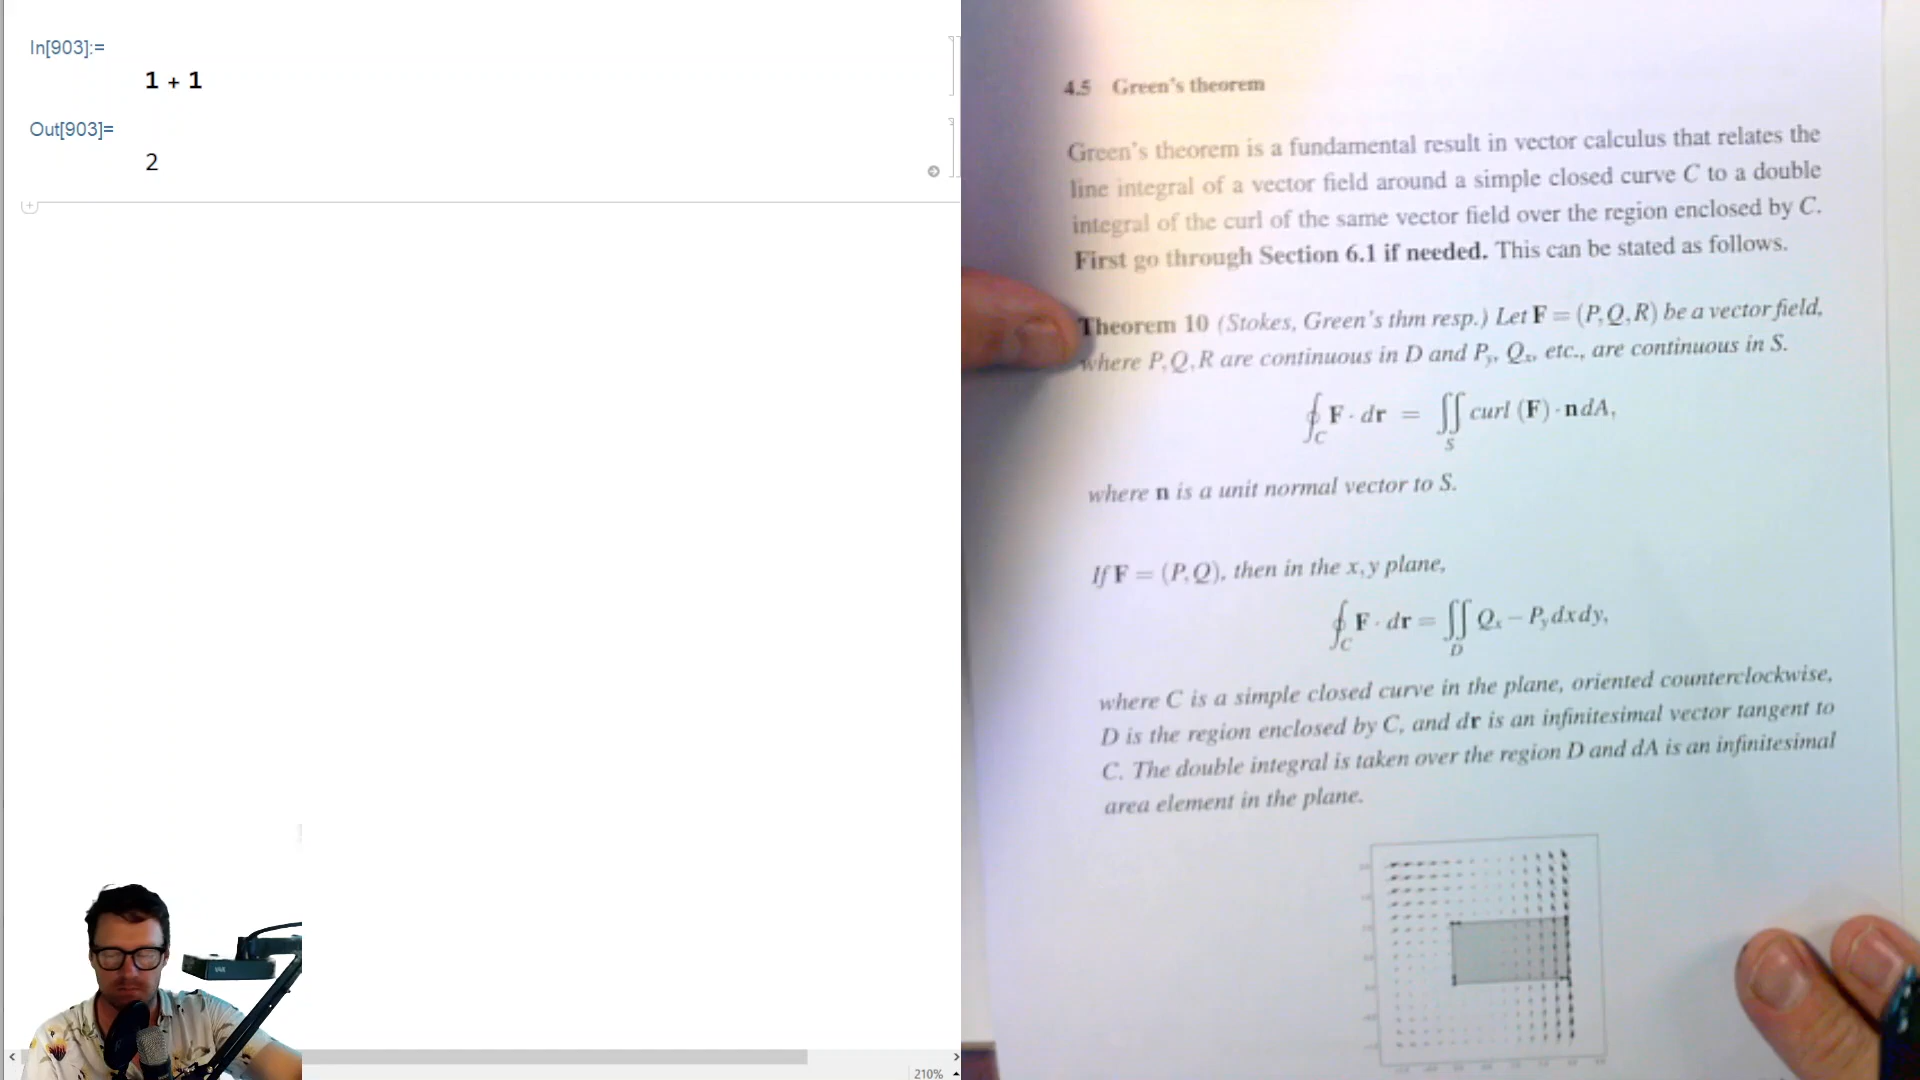 In[903]:=
1 + 1
Out[903]=
2
210%
4.5 Green's theorem
Green's theorem is a fundamental result in vector calculus that relates the
line integral of a vector field around a simple closed curve C to a double
integral of the curl of the same vector field over the region enclosed by C.
First go through Section 6.1 if needed. This can be stated as follows.
Theorem 10 (Stokes, Green's thm resp.) Let F = (P,Q,R) be a vector field,
where P,Q,R are continuous in D and P_y, Q_x, etc., are continuous in S.
∮_C F · dr = ∬_S curl (F) · n dA,
where n is a unit normal vector to S.
If F = (P,Q), then in the x,y plane,
∮_C F · dr = ∬_D Q_x − P_y dxdy,
where C is a simple closed curve in the plane, oriented counterclockwise,
D is the region enclosed by C, and dr is an infinitesimal vector tangent to
C. The double integral is taken over the region D and dA is an infinitesimal
area element in the plane.